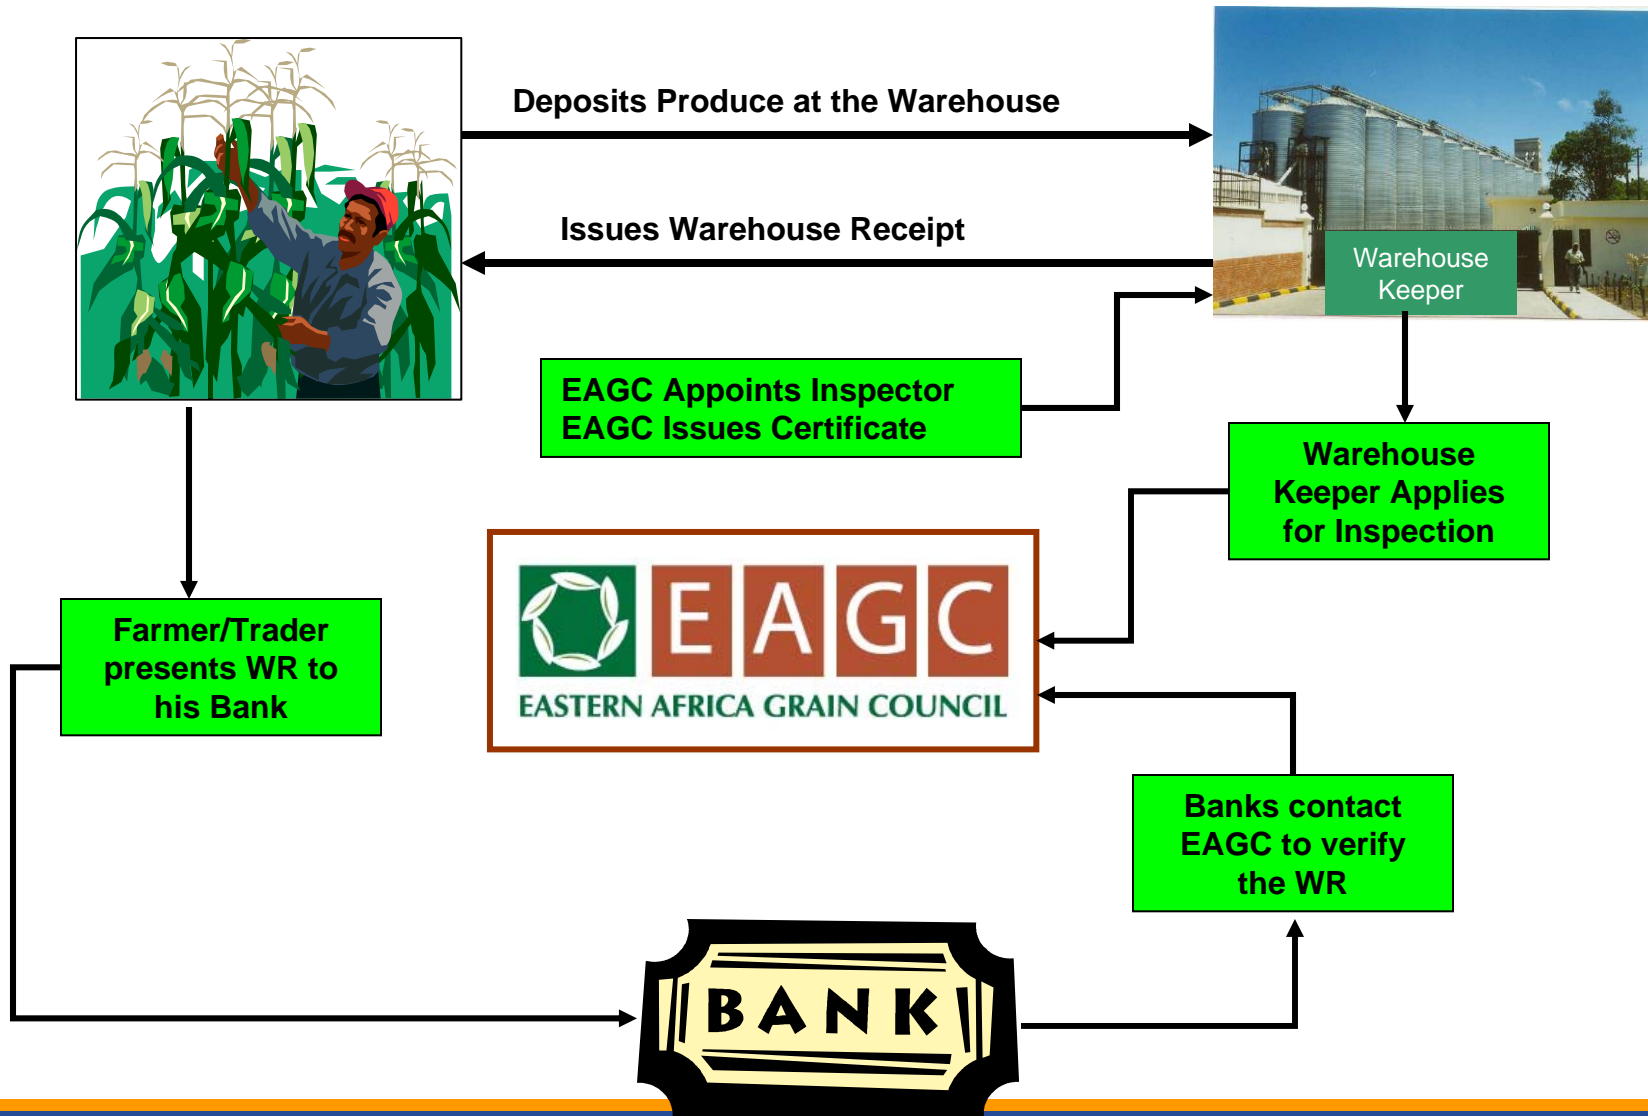 Deposits Produce at the Warehouse
Issues Warehouse Receipt
Warehouse
Keeper
EAGC Appoints Inspector
EAGC Issues Certificate
Warehouse
Keeper Applies
for Inspection
EAGC
EASTERN AFRICA GRAIN COUNCIL
Farmer/Trader
presents WR to
his Bank
Banks contact
EAGC to verify
the WR
BANK